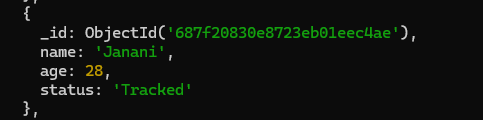 {
_id: ObjectId('687f20830e8723eb01eec4ae'),
name: 'Janani',
age: 28,
status: 'Tracked'
},